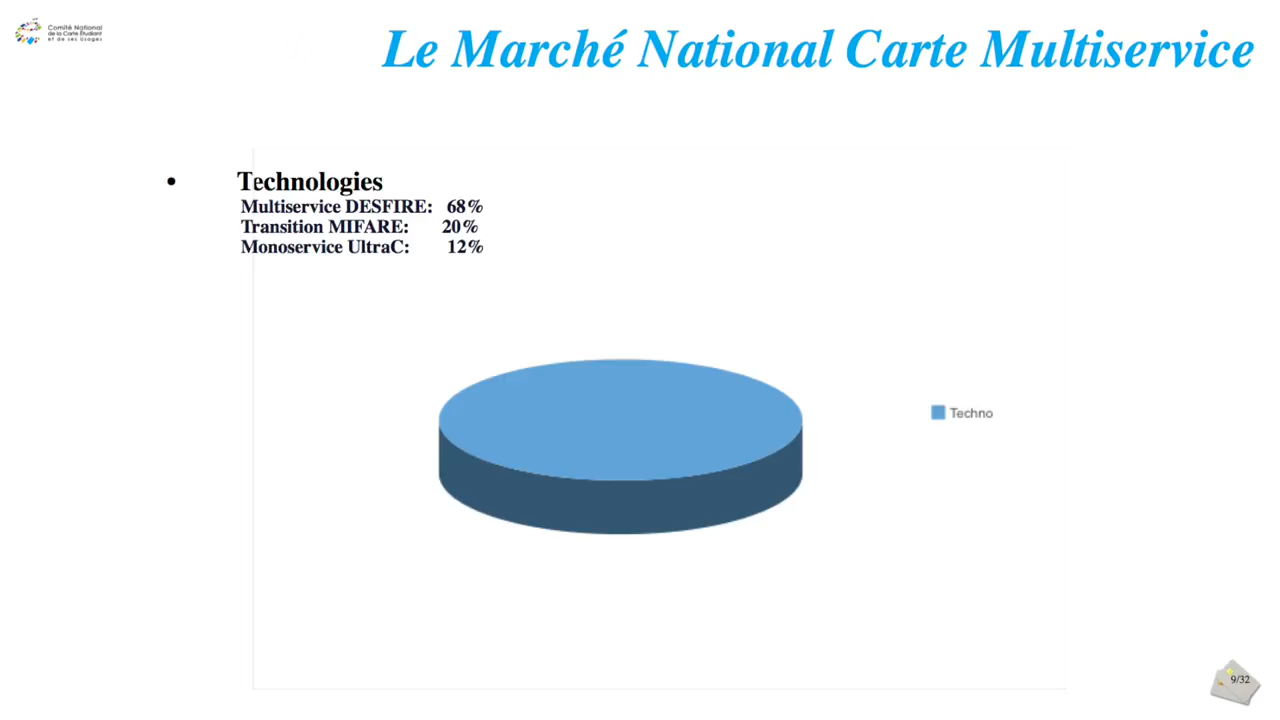 Comité National
de la Carte Étudiant
et de ses Usages
Le Marché National Carte Multiservice
• Technologies
Multiservice DESFIRE: 68%
Transition MIFARE: 20%
Monoservice UltraC: 12%
Techno
9/32